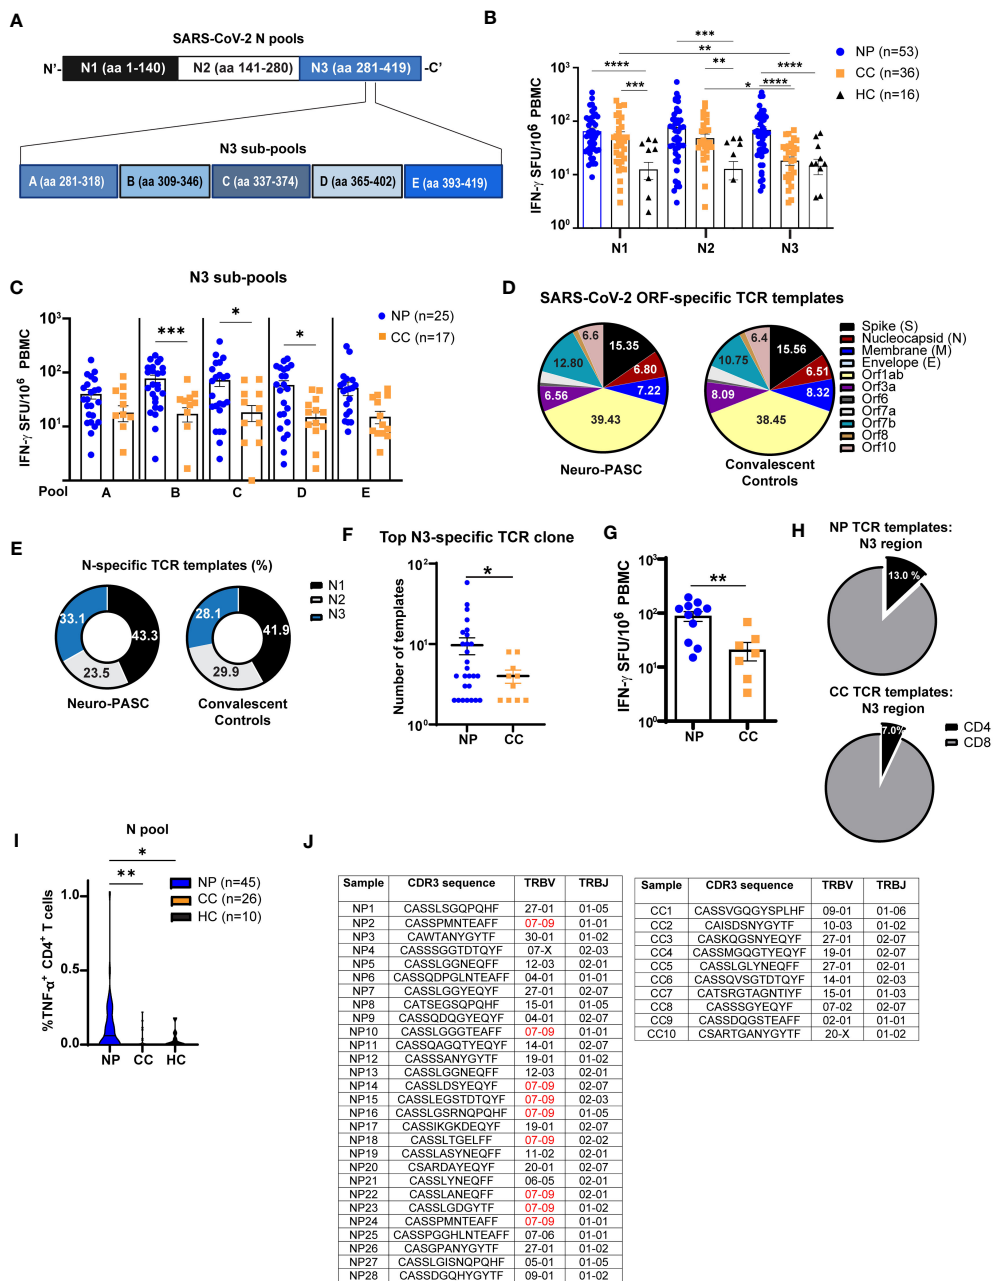 A
SARS-CoV-2 N pools
N'-
N1 (aa 1-140)
N2 (aa 141-280)
N3 (aa 281-419)
-C'
N3 sub-pools
A (aa 281-318)
B (aa 309-346)
C (aa 337-374)
D (aa 365-402)
E (aa 393-419)
B
IFN-γ SFU/10⁶ PBMC
10³
10²
10¹
10⁰
****
***
***
**
**
*
****
****
N1
N2
N3
NP (n=53)
CC (n=36)
HC (n=16)
C
N3 sub-pools
IFN-γ SFU/10⁶ PBMC
10³
10²
10¹
***
*
*
NP (n=25)
CC (n=17)
Pool
A
B
C
D
E
D
SARS-CoV-2 ORF-specific TCR templates
15.35
6.80
7.22
39.43
6.56
12.80
6.6
Neuro-PASC
15.56
6.51
8.32
38.45
8.09
10.75
6.4
Convalescent
Controls
Spike (S)
Nucleocapsid (N)
Membrane (M)
Envelope (E)
Orf1ab
Orf3a
Orf6
Orf7a
Orf7b
Orf8
Orf10
E
N-specific TCR templates (%)
33.1
43.3
23.5
Neuro-PASC
28.1
41.9
29.9
Convalescent
Controls
N1
N2
N3
F
Top N3-specific TCR clone
Number of templates
10²
10¹
10⁰
*
NP
CC
G
IFN-γ SFU/10⁶ PBMC
10³
10²
10¹
10⁰
**
NP
CC
H
NP TCR templates:
N3 region
13.0 %
CC TCR templates:
N3 region
7.0%
CD4
CD8
I
N pool
%TNF-α⁺ CD4⁺ T cells
1.0
0.5
0.0
*
**
NP
CC
HC
NP (n=45)
CC (n=26)
HC (n=10)
J
Sample CDR3 sequence TRBV TRBJ
NP1 CASSLSGQPQHF 27-01 01-05
NP2 CASSPMNTEAFF 07-09 01-01
NP3 CAWTANYGYTF 30-01 01-02
NP4 CASSSGGTDTQYF 07-X 02-03
NP5 CASSLGGNEQFF 12-03 02-01
NP6 CASSQDPGLNTEAFF 04-01 01-01
NP7 CASSLGGYEQYF 27-01 02-07
NP8 CATSEGSQPQHF 15-01 01-05
NP9 CASSQDQGYEQYF 04-01 02-07
NP10 CASSLGGGTEAFF 07-09 01-01
NP11 CASSQAGQTYEQYF 14-01 02-07
NP12 CASSSANYGYTF 19-01 01-02
NP13 CASSLGGNEQFF 12-03 02-01
NP14 CASSLDSYEQYF 07-09 02-07
NP15 CASSLEGSTDTQYF 07-09 02-03
NP16 CASSLGSRNQPQHF 07-09 01-05
NP17 CASSIKGKDEQYF 19-01 02-07
NP18 CASSLTGELFF 07-09 02-02
NP19 CASSLASYNEQFF 11-02 02-01
NP20 CSARDAYEQYF 20-01 02-07
NP21 CASSLYNEQFF 06-05 02-01
NP22 CASSLANEQFF 07-09 02-01
NP23 CASSLGDGYTF 07-09 01-02
NP24 CASSPMNTEAFF 07-09 01-01
NP25 CASSPGGHLNTEAFF 07-06 01-01
NP26 CASGPANYGYTF 27-01 01-02
NP27 CASSLGISNQPQHF 05-01 01-05
NP28 CASSDGQHYGYTF 09-01 01-02
Sample CDR3 sequence TRBV TRBJ
CC1 CASSVGQGYSPLHF 09-01 01-06
CC2 CAISDSNYGYTF 10-03 01-02
CC3 CASKQGSNYEQYF 27-01 02-07
CC4 CASSMGQGTYEQYF 19-01 02-07
CC5 CASSLGLYNEQFF 27-01 02-01
CC6 CASSQVSGTDTQYF 14-01 02-03
CC7 CATSRGTAGNTIYF 15-01 01-03
CC8 CASSSGYEQYF 07-02 02-07
CC9 CASSDQGSTEAFF 02-01 01-01
CC10 CSARTGANYGYTF 20-X 01-02